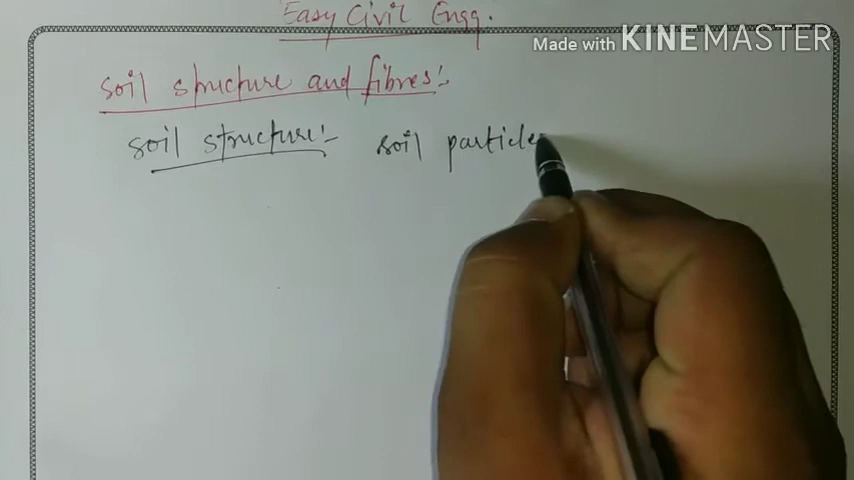 Easy Civil Engg.
Made with KINEMASTER
soil structure and fibres:-
soil structure:- soil particle